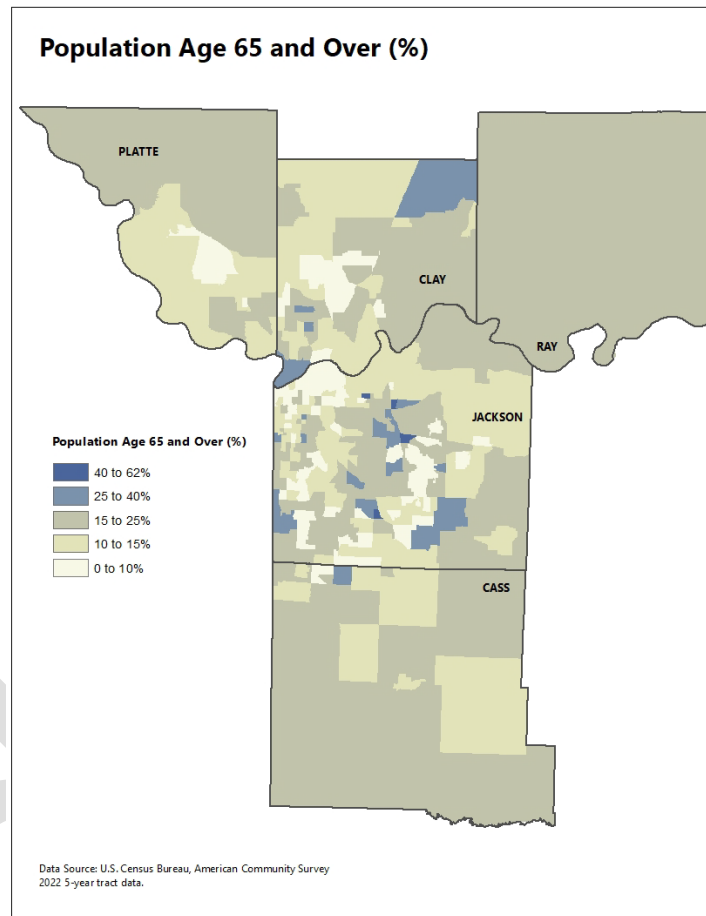 Population Age 65 and Over (%)
PLATTE
CLAY
RAY
JACKSON
Population Age 65 and Over (%)
40 to 62%
25 to 40%
15 to 25%
10 to 15%
0 to 10%
CASS
Data Source: U.S. Census Bureau, American Community Survey
2022 5-year tract data.